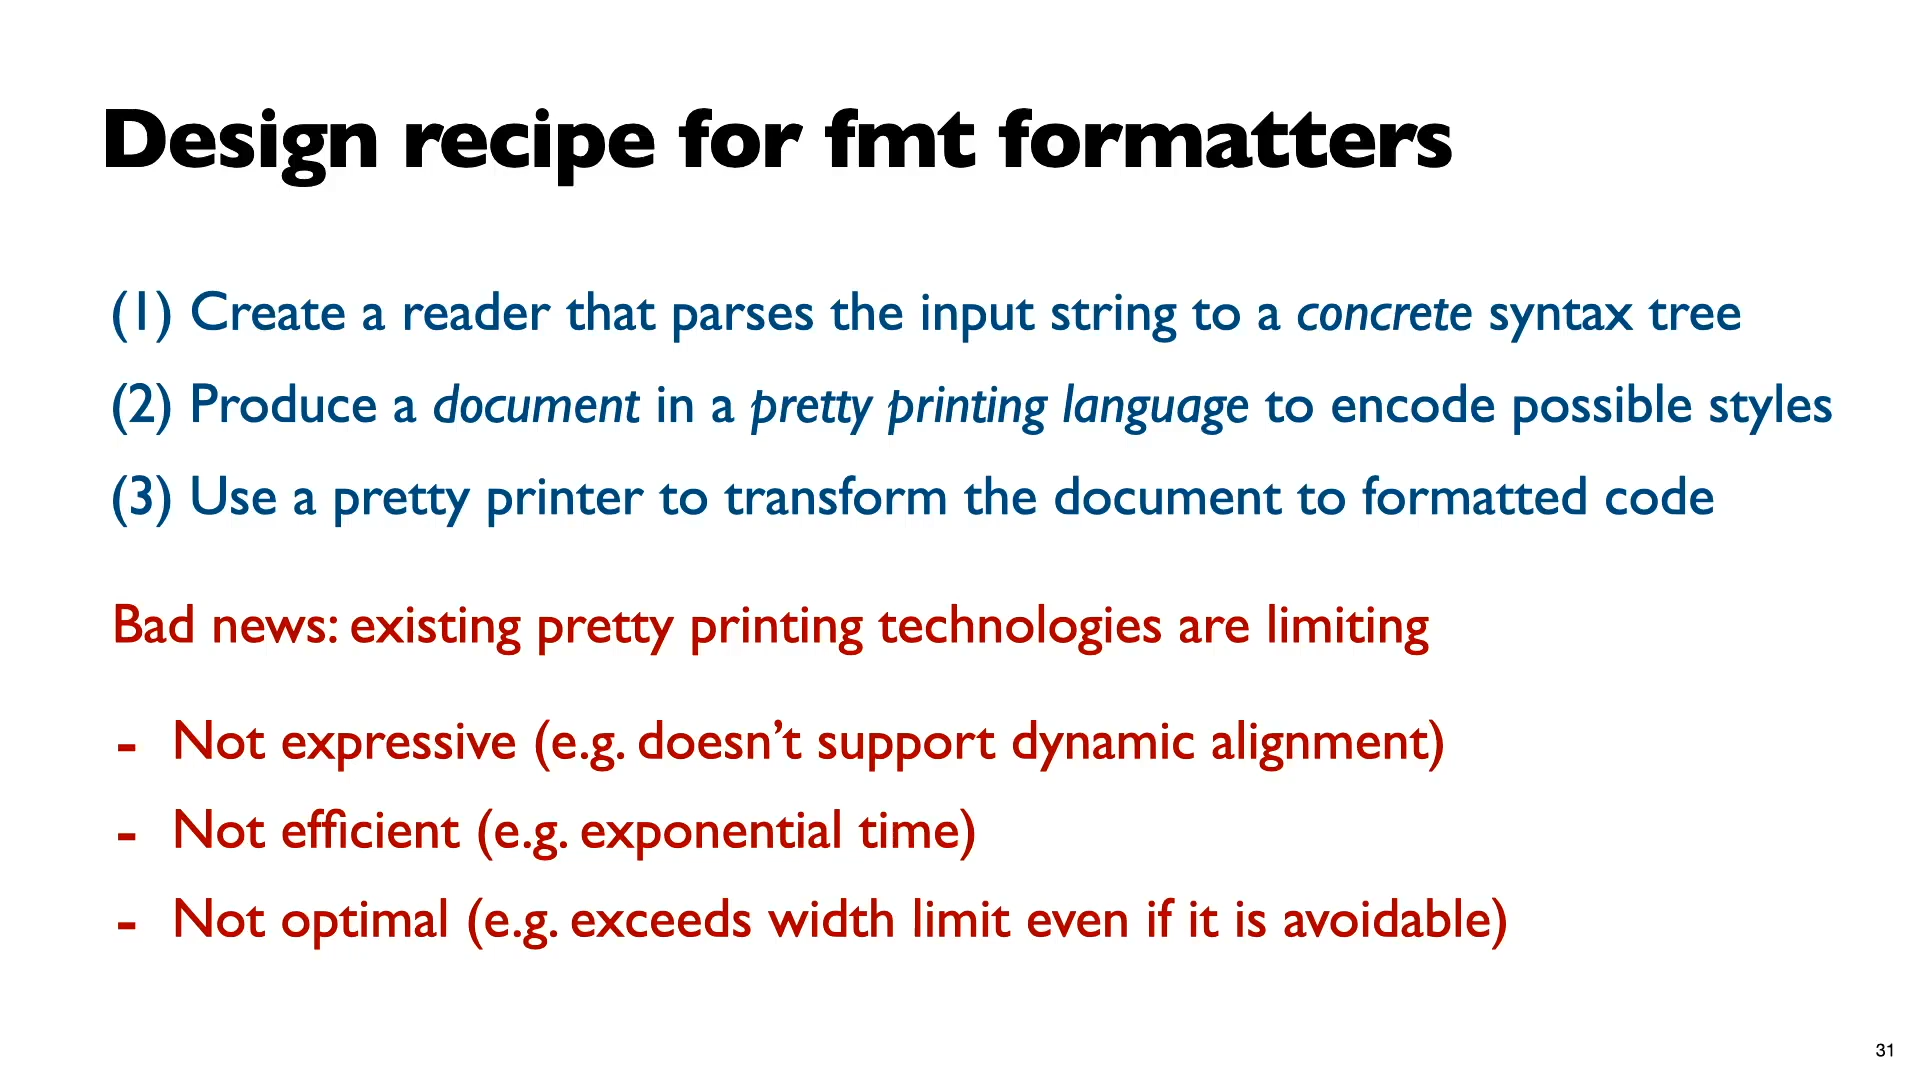 Design recipe for fmt formatters
(1) Create a reader that parses the input string to a concrete syntax tree
(2) Produce a document in a pretty printing language to encode possible styles
(3) Use a pretty printer to transform the document to formatted code
Bad news: existing pretty printing technologies are limiting
- Not expressive (e.g. doesn’t support dynamic alignment)
- Not efficient (e.g. exponential time)
- Not optimal (e.g. exceeds width limit even if it is avoidable)
31